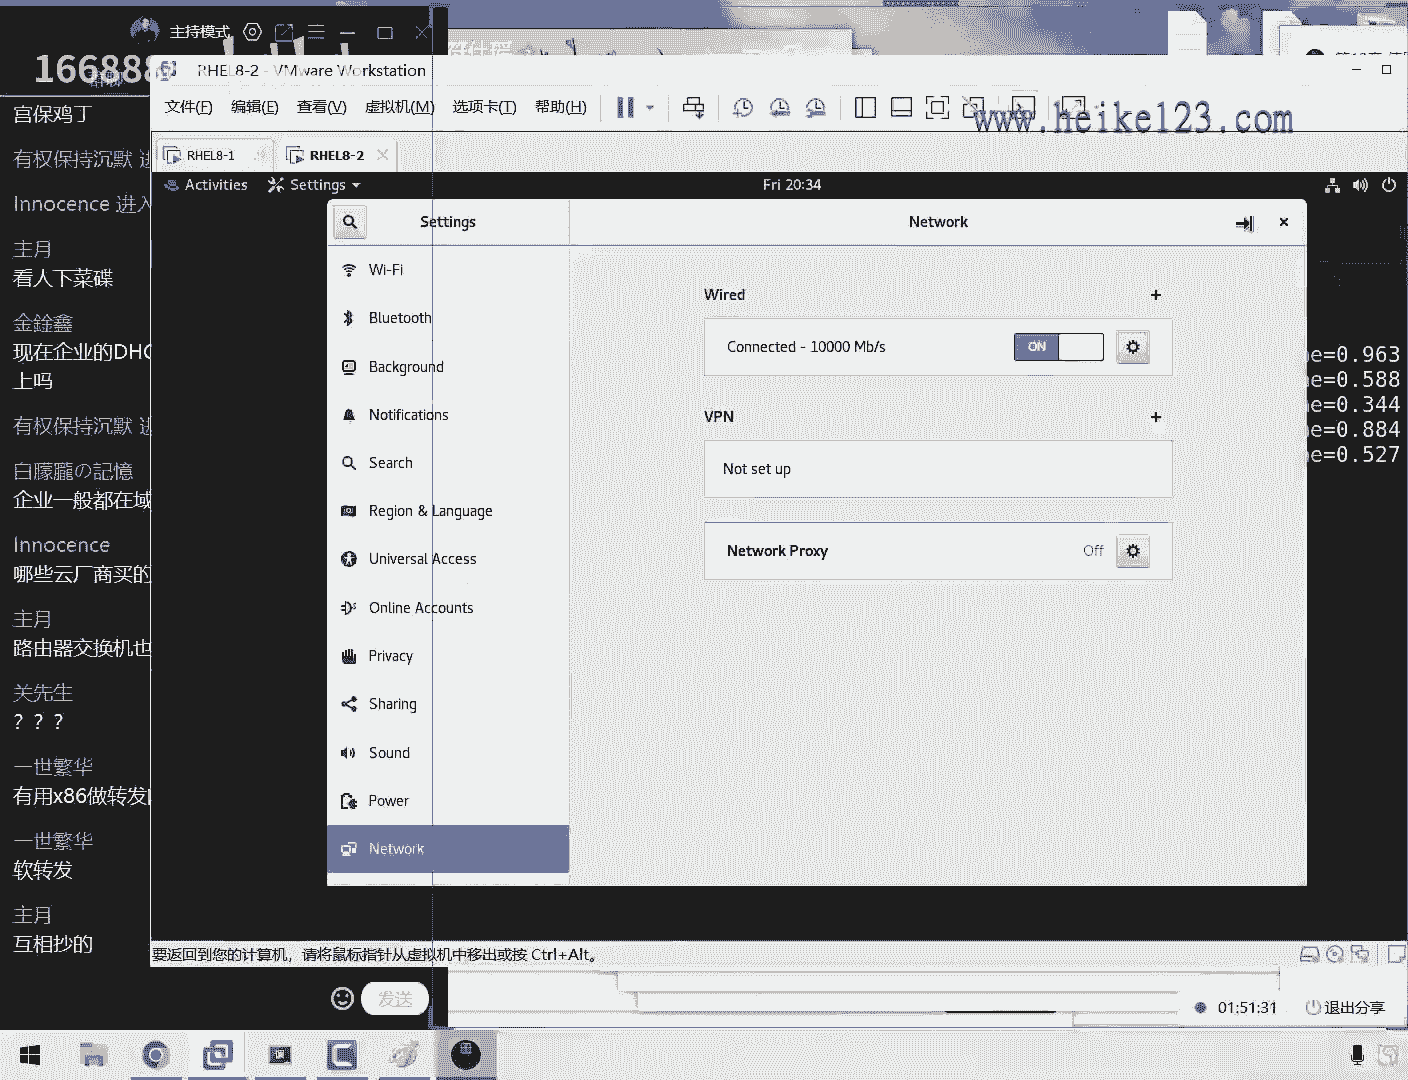 主持模式
166888
RHEL8-2 - VMware Workstation
文件(F) 编辑(E) 查看(V) 虚拟机(M) 选项卡(T) 帮助(H)
www.heike123.com
RHEL8-1
RHEL8-2
Activities
Settings
Fri 20:34
Settings
Network
Wi-Fi
Bluetooth
Background
Notifications
Search
Region & Language
Universal Access
Online Accounts
Privacy
Sharing
Sound
Power
Network
Wired
Connected - 10000 Mb/s
ON
VPN
Not set up
Network Proxy
Off
e=0.963
e=0.588
e=0.344
e=0.884
e=0.527
宫保鸡丁
有权保持沉默 进
Innocence 进入
主月
看人下菜碟
金銓鑫
现在企业的DHC
上吗
有权保持沉默 进
白朦朧の記憶
企业一般都在域
Innocence
哪些云厂商买的
主月
路由器交换机也
关先生
？？？
一世繁华
有用x86做转发
一世繁华
软转发
主月
互相抄的
要返回到您的计算机，请将鼠标指针从虚拟机中移出或按 Ctrl+Alt。
发送
01:51:31
退出分享